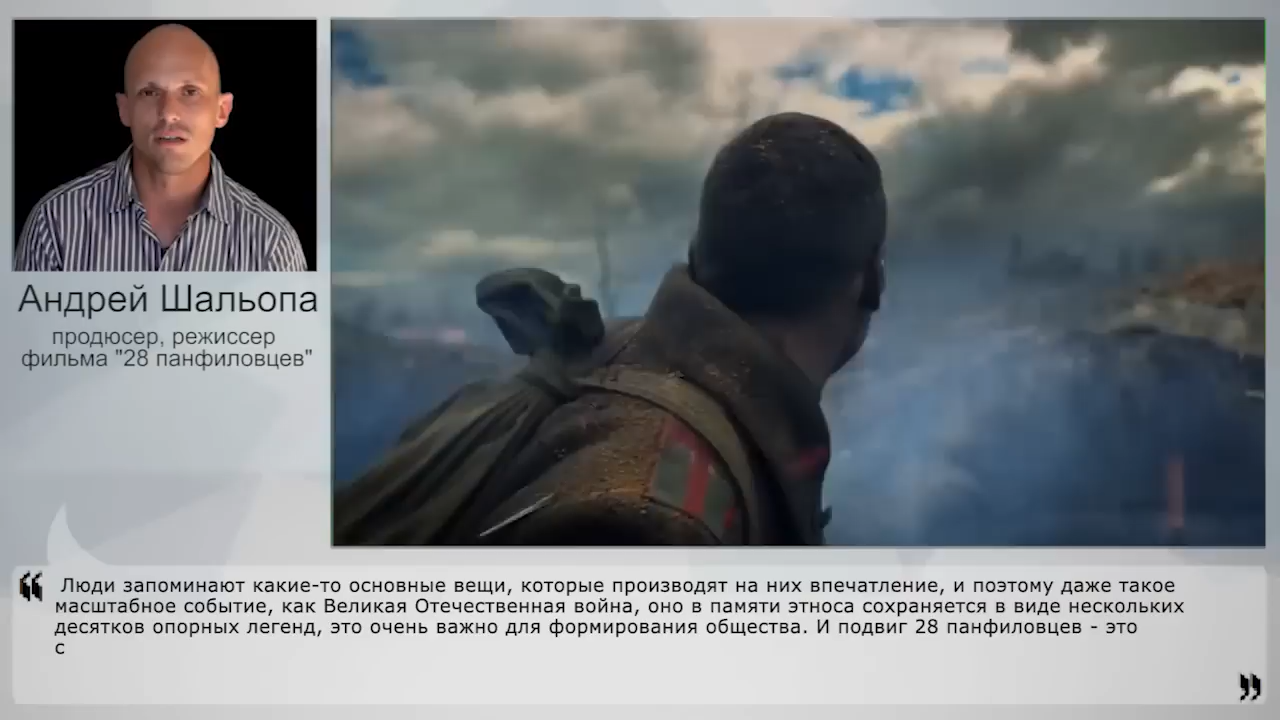 Андрей Шальопа
продюсер, режиссер
фильма "28 панфиловцев"
“ Люди запоминают какие-то основные вещи, которые производят на них впечатление, и поэтому даже такое
масштабное событие, как Великая Отечественная война, оно в памяти этноса сохраняется в виде нескольких
десятков опорных легенд, это очень важно для формирования общества. И подвиг 28 панфиловцев - это
с
”